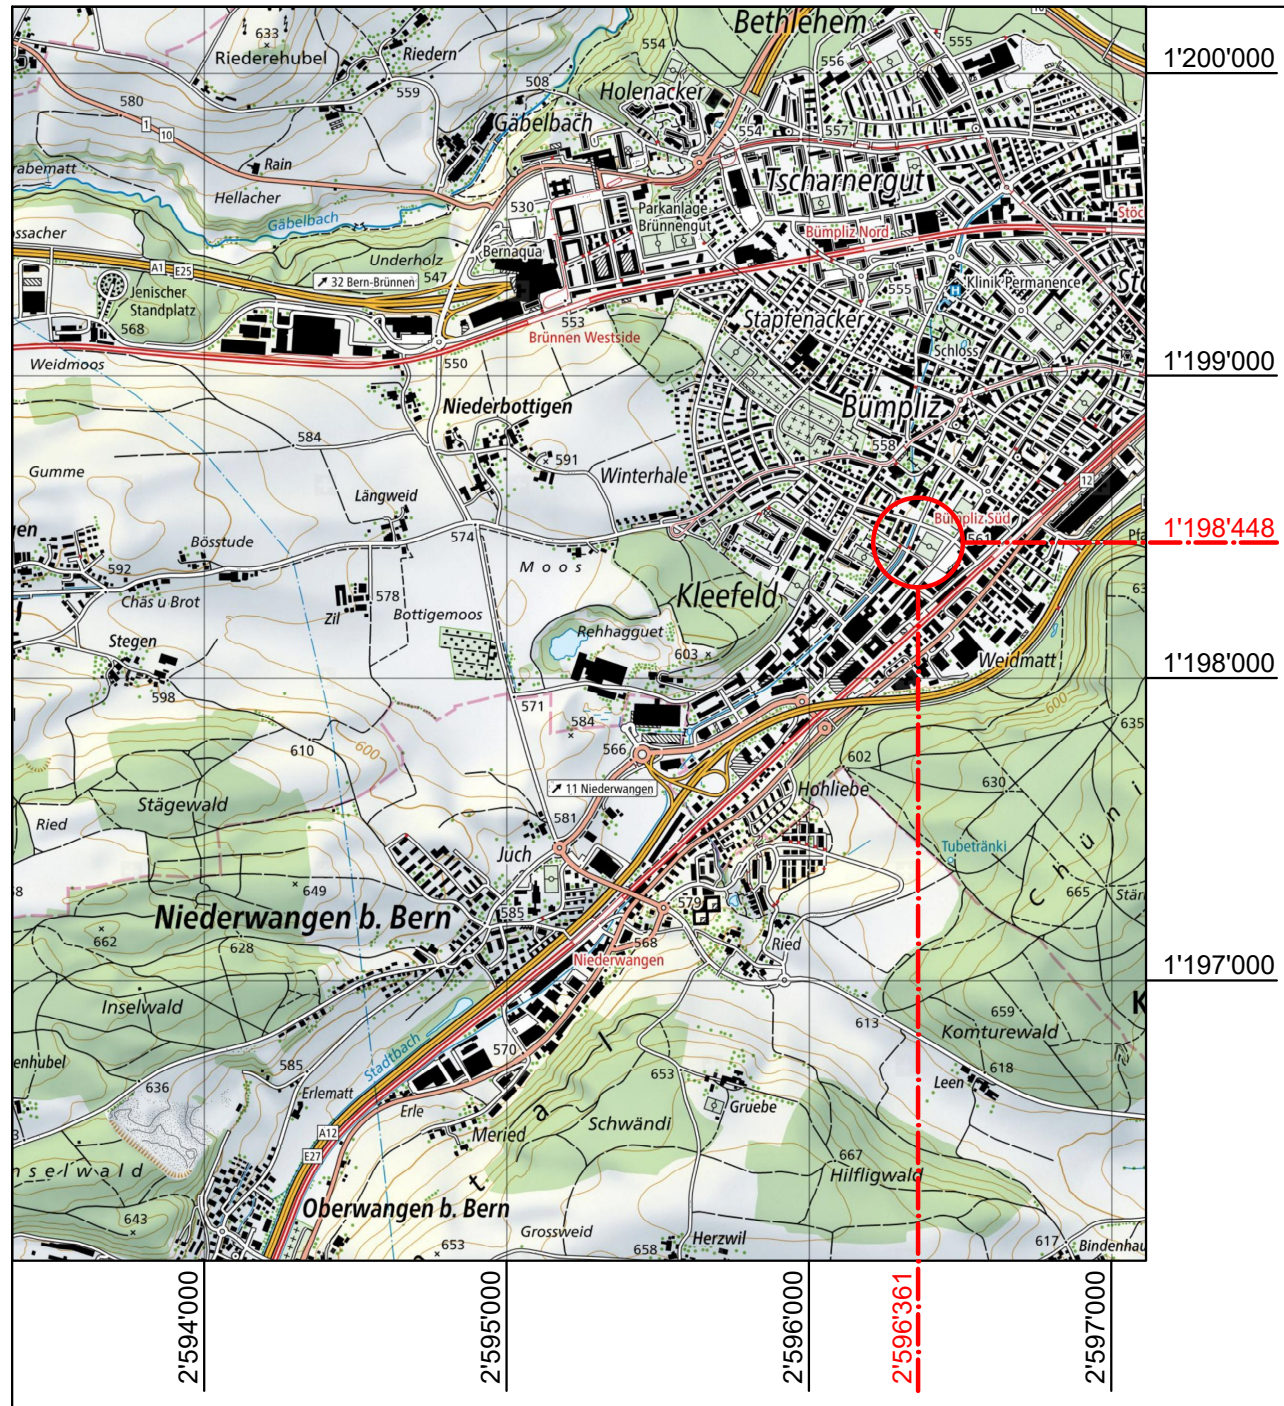 Bethlehem
633
Riederehubel
Riedern
554
556
555
1'200'000
559
508
Holenacker
580
1
10
Gäbelbach
554
557
Rain
Hellacher
Tscharnergut
530
Parkanlage
Brünnengut
Gäbelbach
Bümpliz Nord
Bernaqua
Underholz
547
A1
E25
32 Bern-Brünnen
Jenischer
Standplatz
568
555
H
Klinik Permanence
553
Stapfenacker
Brünnen Westside
Schloss
550
Weidmoos
1'199'000
Niederbottigen
Bümpliz
584
558
591
Gumme
Winterhale
Längweid
12
Bümpliz Süd
574
561
1'198'448
Bösstude
592
Moos
Chäs u Brot
578
Zil
Bottigemoos
Kleefeld
Rehhagguet
Stegen
603
Weidmatt
598
1'198'000
571
584
600
635
610
600
566
602
630
11 Niederwangen
Hohliebe
Stägewald
Ried
581
Chüni
Juch
Tubetränki
649
665
579
585
Niederwangen b. Bern
662
628
568
Ried
Niederwangen
1'197'000
Inselwald
659
613
Komturewald
Stadtbach
570
585
636
653
618
Leen
Erlematt
Erle
Gruebe
Schwändi
A12
Meried
E27
667
Hilfligwald
Oberwangen b. Bern
643
Grossweid
653
658
Herzwil
617
2'594'000
2'595'000
2'596'000
2'596'361
2'597'000